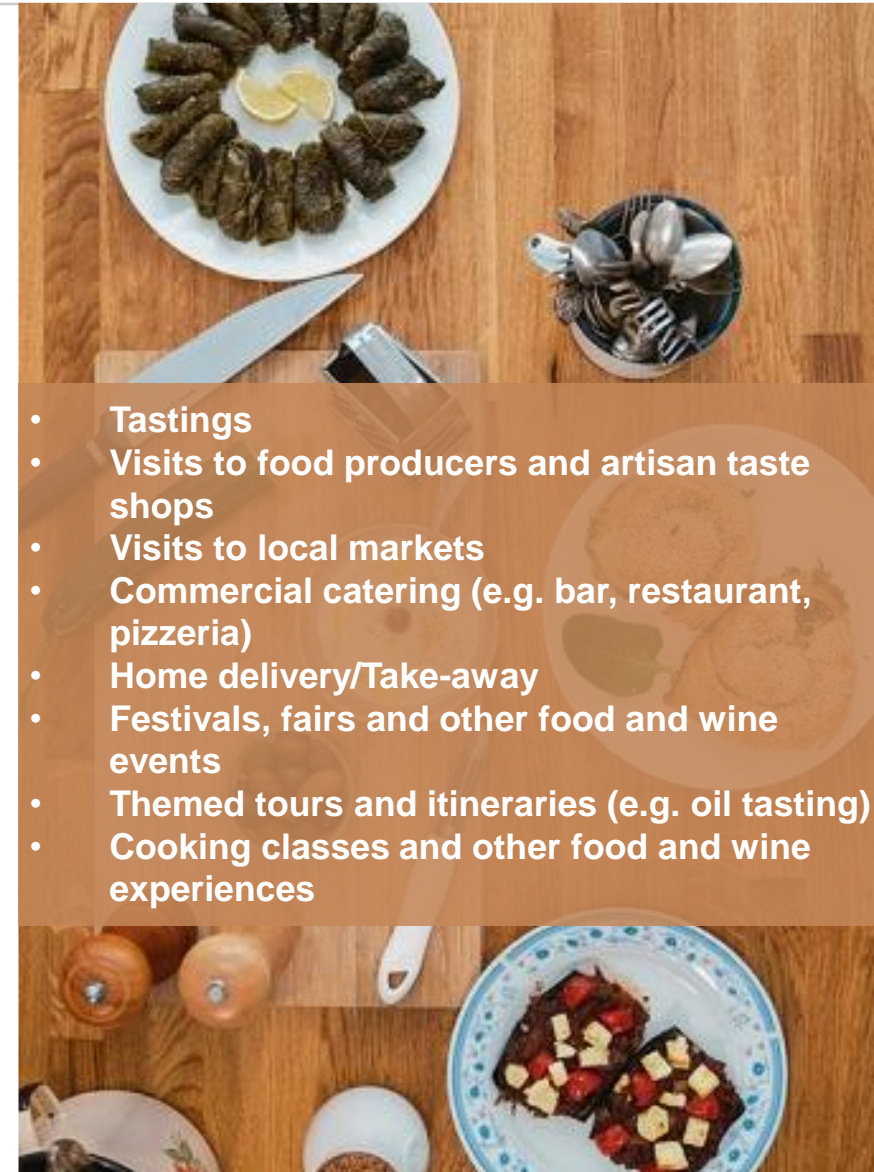 • Tastings
• Visits to food producers and artisan taste
shops
• Visits to local markets
• Commercial catering (e.g. bar, restaurant,
pizzeria)
• Home delivery/Take-away
• Festivals, fairs and other food and wine
events
• Themed tours and itineraries (e.g. oil tasting)
• Cooking classes and other food and wine
experiences